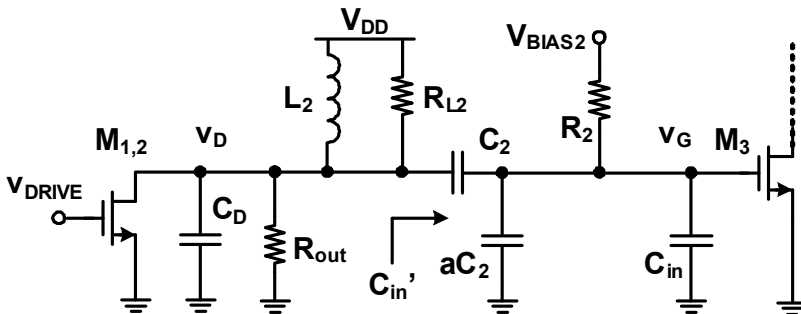 V_DD
V_BIAS2
L_2
R_L2
R_2
M_1,2
v_D
C_2
v_G
M_3
v_DRIVE
C_D
R_out
C_in'
aC_2
C_in